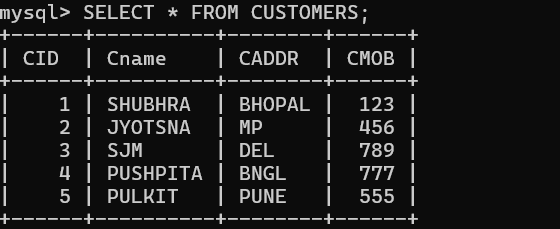 mysql> SELECT * FROM CUSTOMERS;
+------+----------+--------+------+
| CID  | Cname    | CADDR  | CMOB |
+------+----------+--------+------+
|    1 | SHUBHRA  | BHOPAL |  123 |
|    2 | JYOTSNA  | MP     |  456 |
|    3 | SJM      | DEL    |  789 |
|    4 | PUSHPITA | BNGL   |  777 |
|    5 | PULKIT   | PUNE   |  555 |
+------+----------+--------+------+